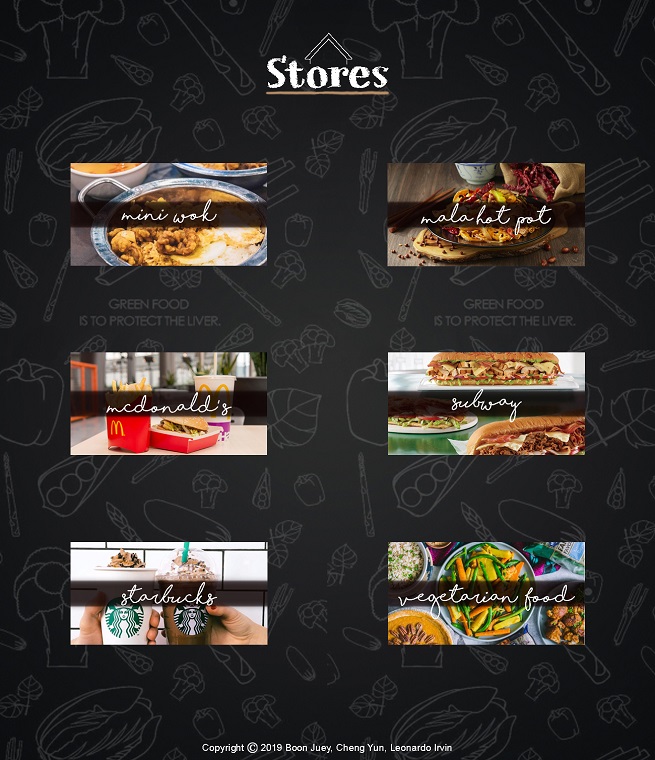 Stores
mini wok
mala hot pot
GREEN FOOD
IS TO PROTECT THE LIVER.
GREEN FOOD
IS TO PROTECT THE LIVER.
mcdonald's
subway
starbucks
vegetarian food
Copyright © 2019 Boon Juey, Cheng Yun, Leonardo Irvin